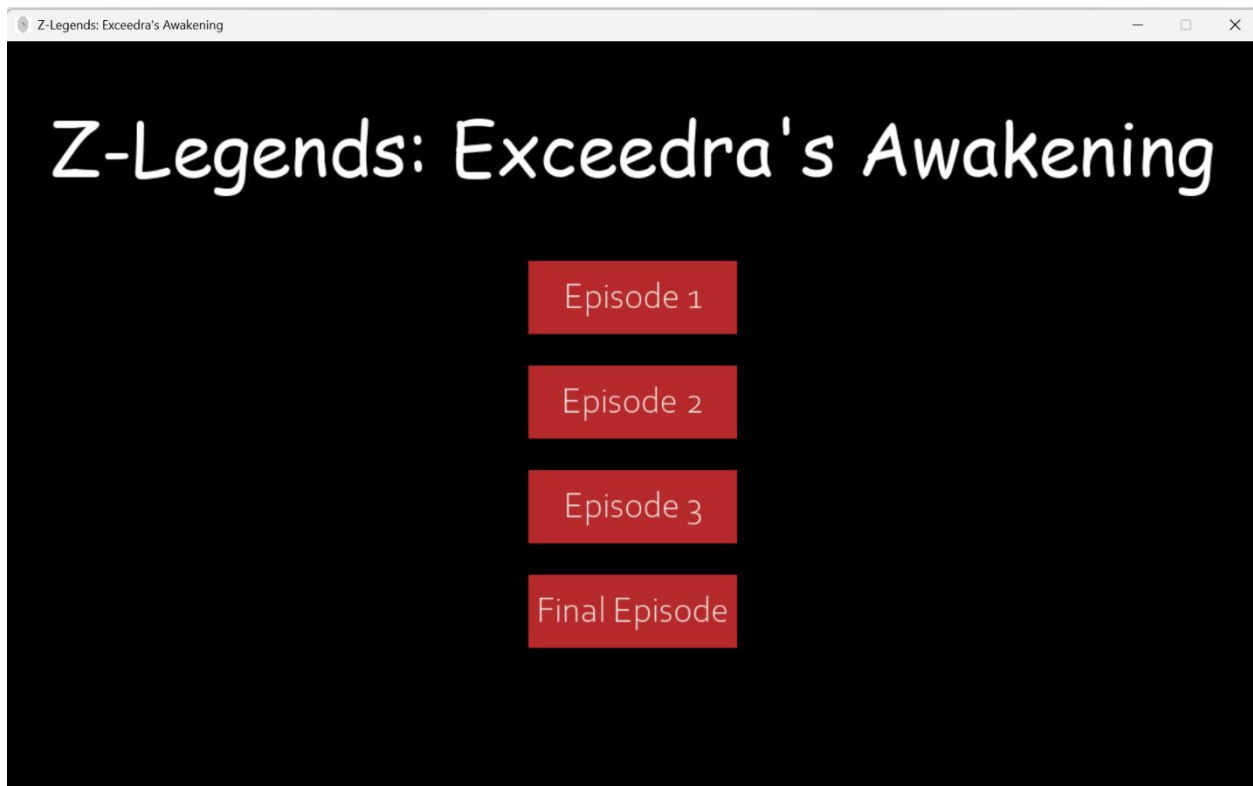 Z-Legends: Exceedra's Awakening
Z-Legends: Exceedra's Awakening
Episode 1
Episode 2
Episode 3
Final Episode